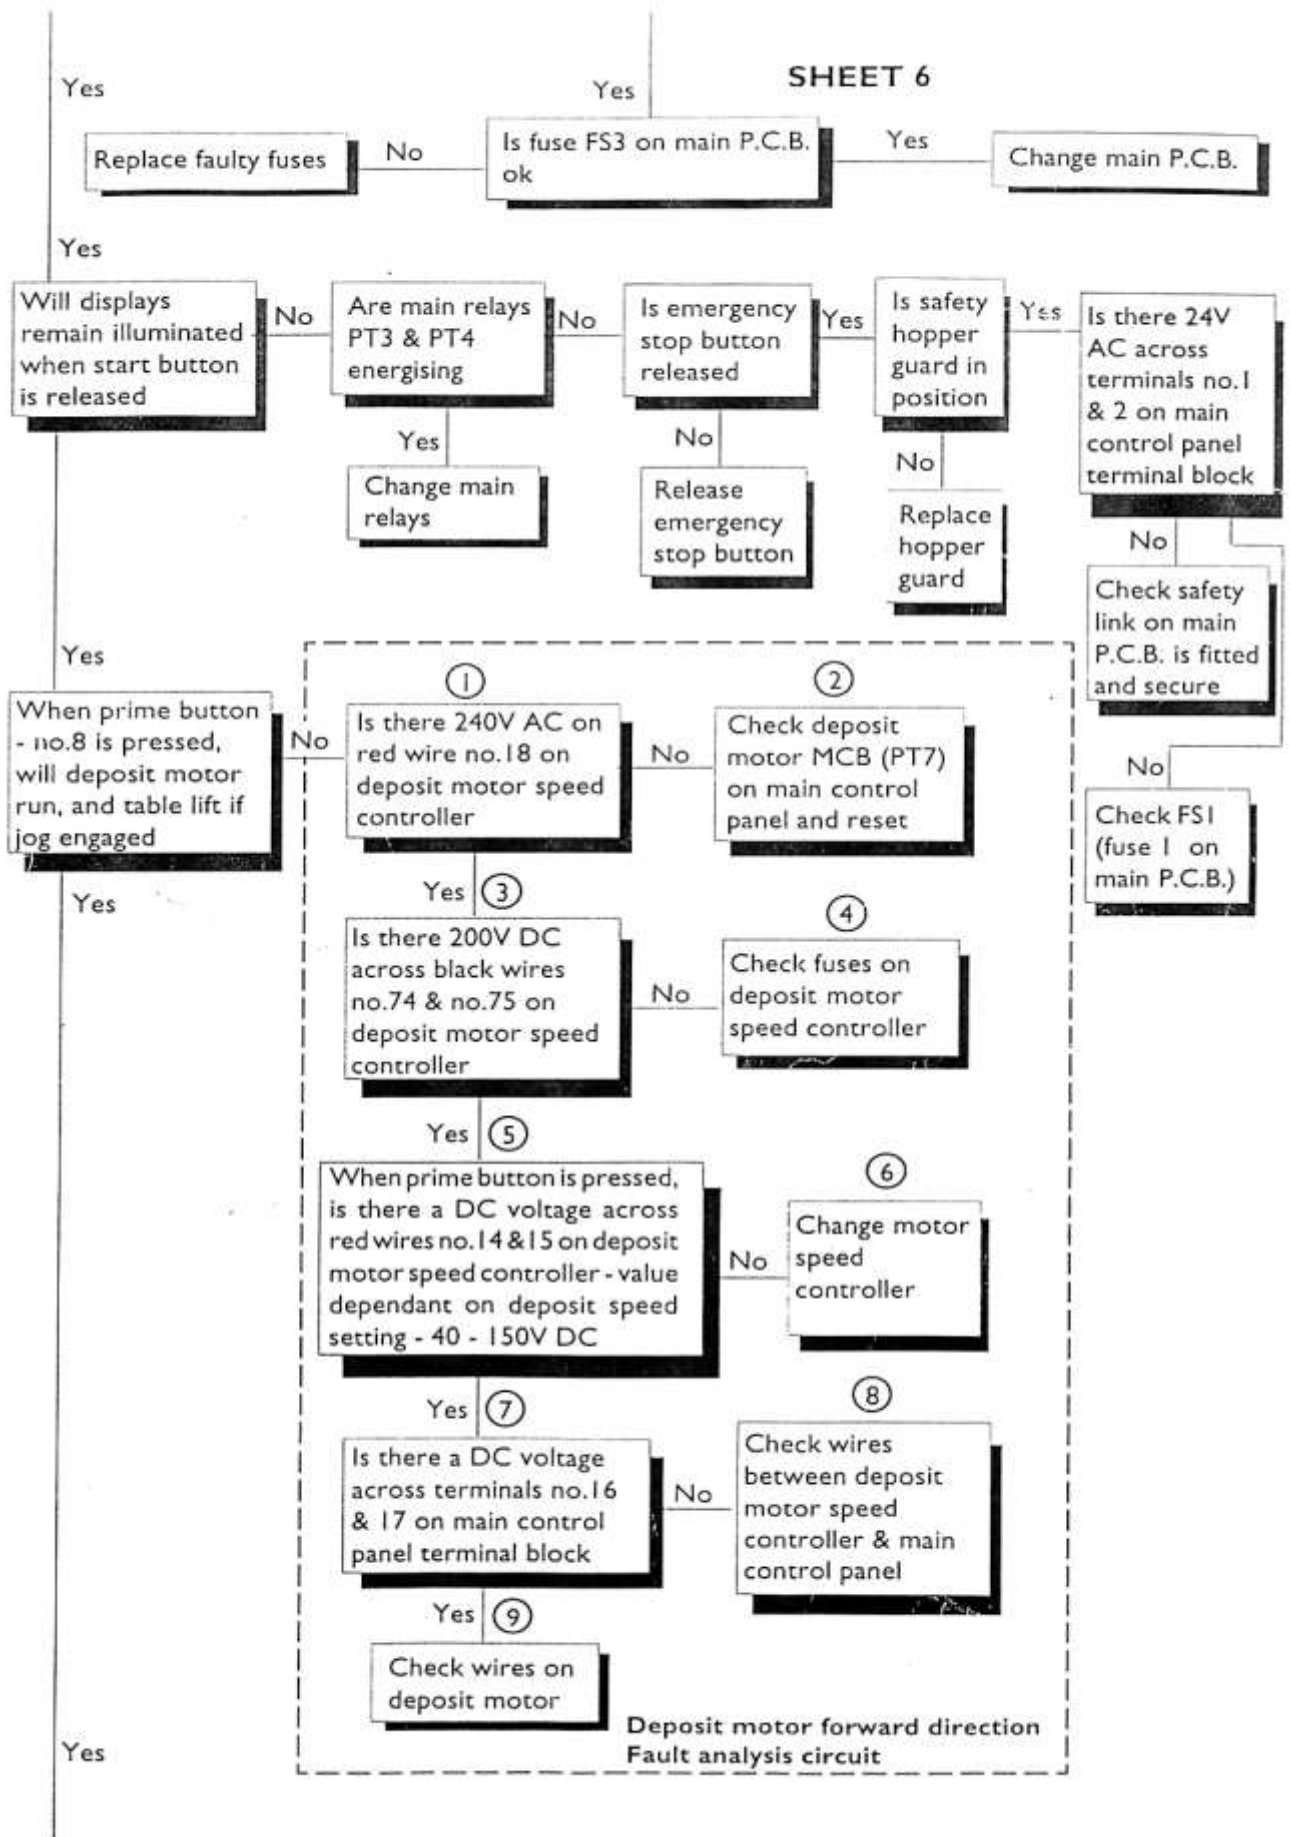 SHEET 6
Yes
Yes
Replace faulty fuses
No
Is fuse FS3 on main P.C.B.
ok
Yes
Change main P.C.B.
Yes
Will displays
remain illuminated
when start button
is released
No
Are main relays
PT3 & PT4
energising
No
Is emergency
stop button
released
Yes
Is safety
hopper
guard in
position
Yes
Is there 24V
AC across
terminals no.1
& 2 on main
control panel
terminal block
Yes
Change main
relays
No
Release
emergency
stop button
No
Replace
hopper
guard
No
Check safety
link on main
P.C.B. is fitted
and secure
No
Check FS1
(fuse 1 on
main P.C.B.)
Yes
When prime button
- no.8 is pressed,
will deposit motor
run, and table lift if
jog engaged
No
1
Is there 240V AC on
red wire no.18 on
deposit motor speed
controller
No
2
Check deposit
motor MCB (PT7)
on main control
panel and reset
Yes
Yes
3
Is there 200V DC
across black wires
no.74 & no.75 on
deposit motor speed
controller
No
4
Check fuses on
deposit motor
speed controller
Yes
5
When prime button is pressed,
is there a DC voltage across
red wires no.14 &15 on deposit
motor speed controller - value
dependant on deposit speed
setting - 40 - 150V DC
No
6
Change motor
speed
controller
Yes
7
Is there a DC voltage
across terminals no.16
& 17 on main control
panel terminal block
No
8
Check wires
between deposit
motor speed
controller & main
control panel
Yes
9
Check wires on
deposit motor
Deposit motor forward direction
Fault analysis circuit
Yes